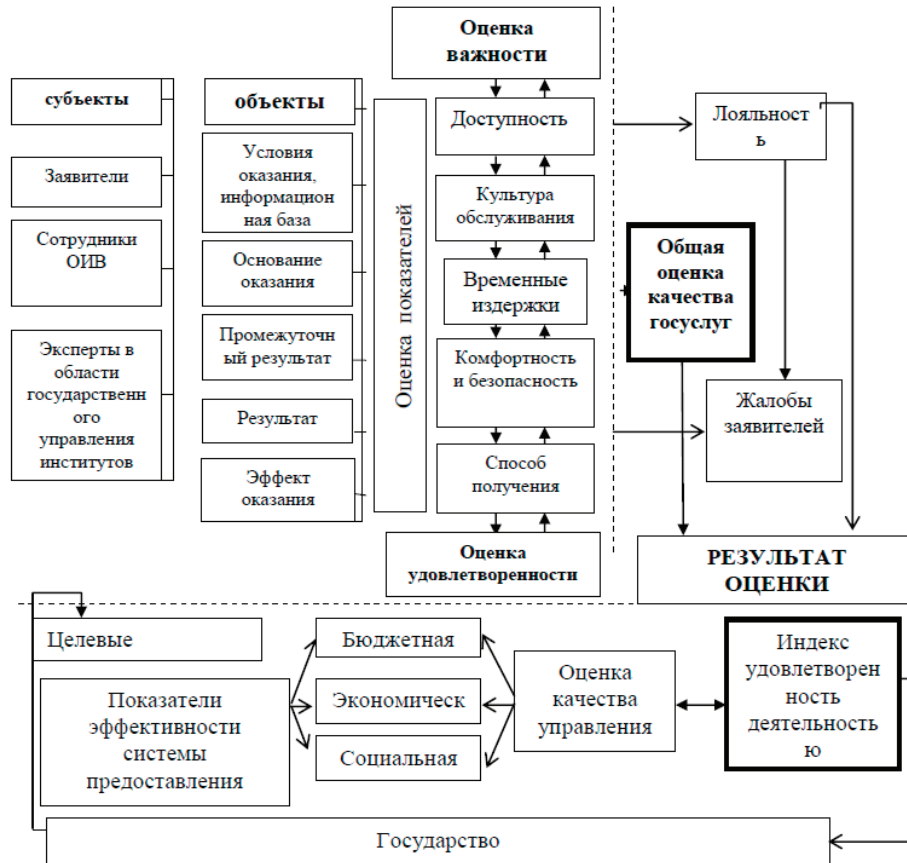 Оценка
важности
субъекты
Заявители
Сотрудники
ОИВ
Эксперты в
области
государственн
ого
управления
институтов
объекты
Условия
оказания,
информацион
ная база
Основание
оказания
Промежуточн
ый результат
Результат
Эффект
оказания
Оценка показателей
Доступность
Культура
обслуживания
Временные
издержки
Комфортность
и безопасность
Способ
получения
Оценка
удовлетворенности
Лояльност
ь
Общая
оценка
качества
госуслуг
Жалобы
заявителей
РЕЗУЛЬТАТ
ОЦЕНКИ
Целевые
Показатели
эффективности
системы
предоставления
Бюджетная
Экономическ
Социальная
Оценка
качества
управления
Индекс
удовлетворен
ность
деятельность
ю
Государство